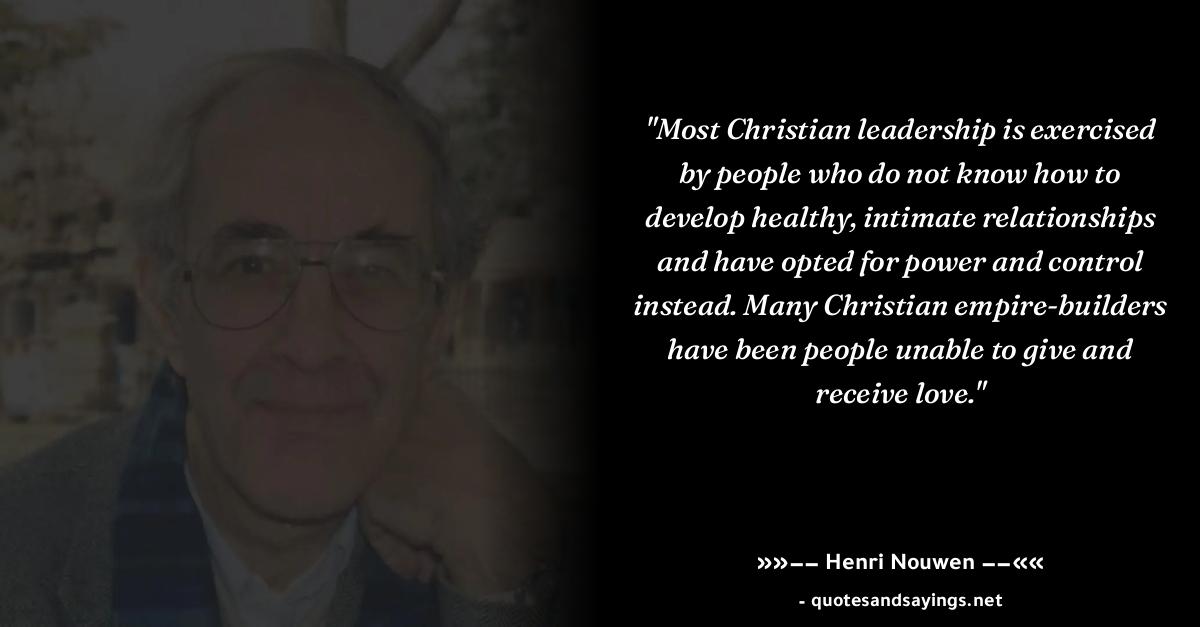 "Most Christian leadership is exercised
by people who do not know how to
develop healthy, intimate relationships
and have opted for power and control
instead. Many Christian empire-builders
have been people unable to give and
receive love."
»»−− Henri Nouwen −−««
- quotesandsayings.net